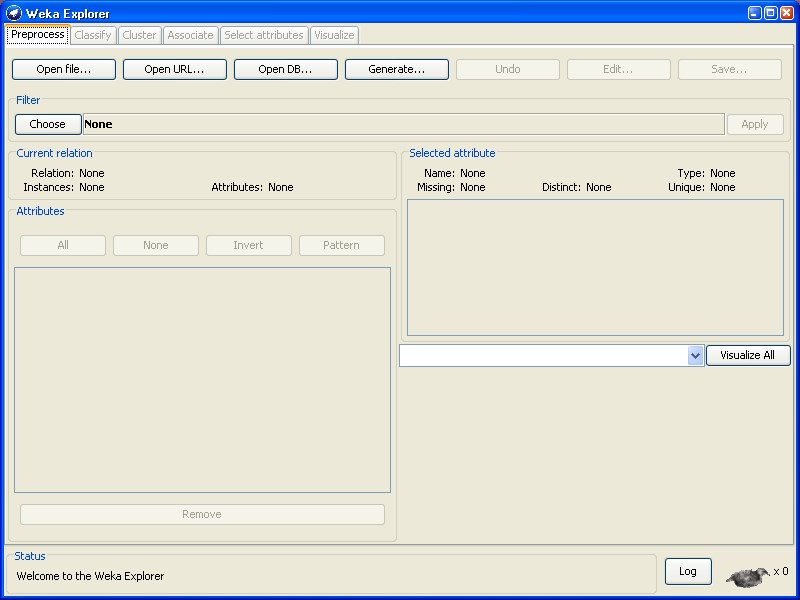 Weka Explorer
Preprocess Classify Cluster Associate Select attributes Visualize
Open file... Open URL... Open DB... Generate... Undo Edit... Save...
Filter
Choose None Apply
Current relation
Relation: None
Instances: None Attributes: None
Selected attribute
Name: None Type: None
Missing: None Distinct: None Unique: None
Attributes
All None Invert Pattern
Visualize All
Remove
Status
Welcome to the Weka Explorer
Log x 0